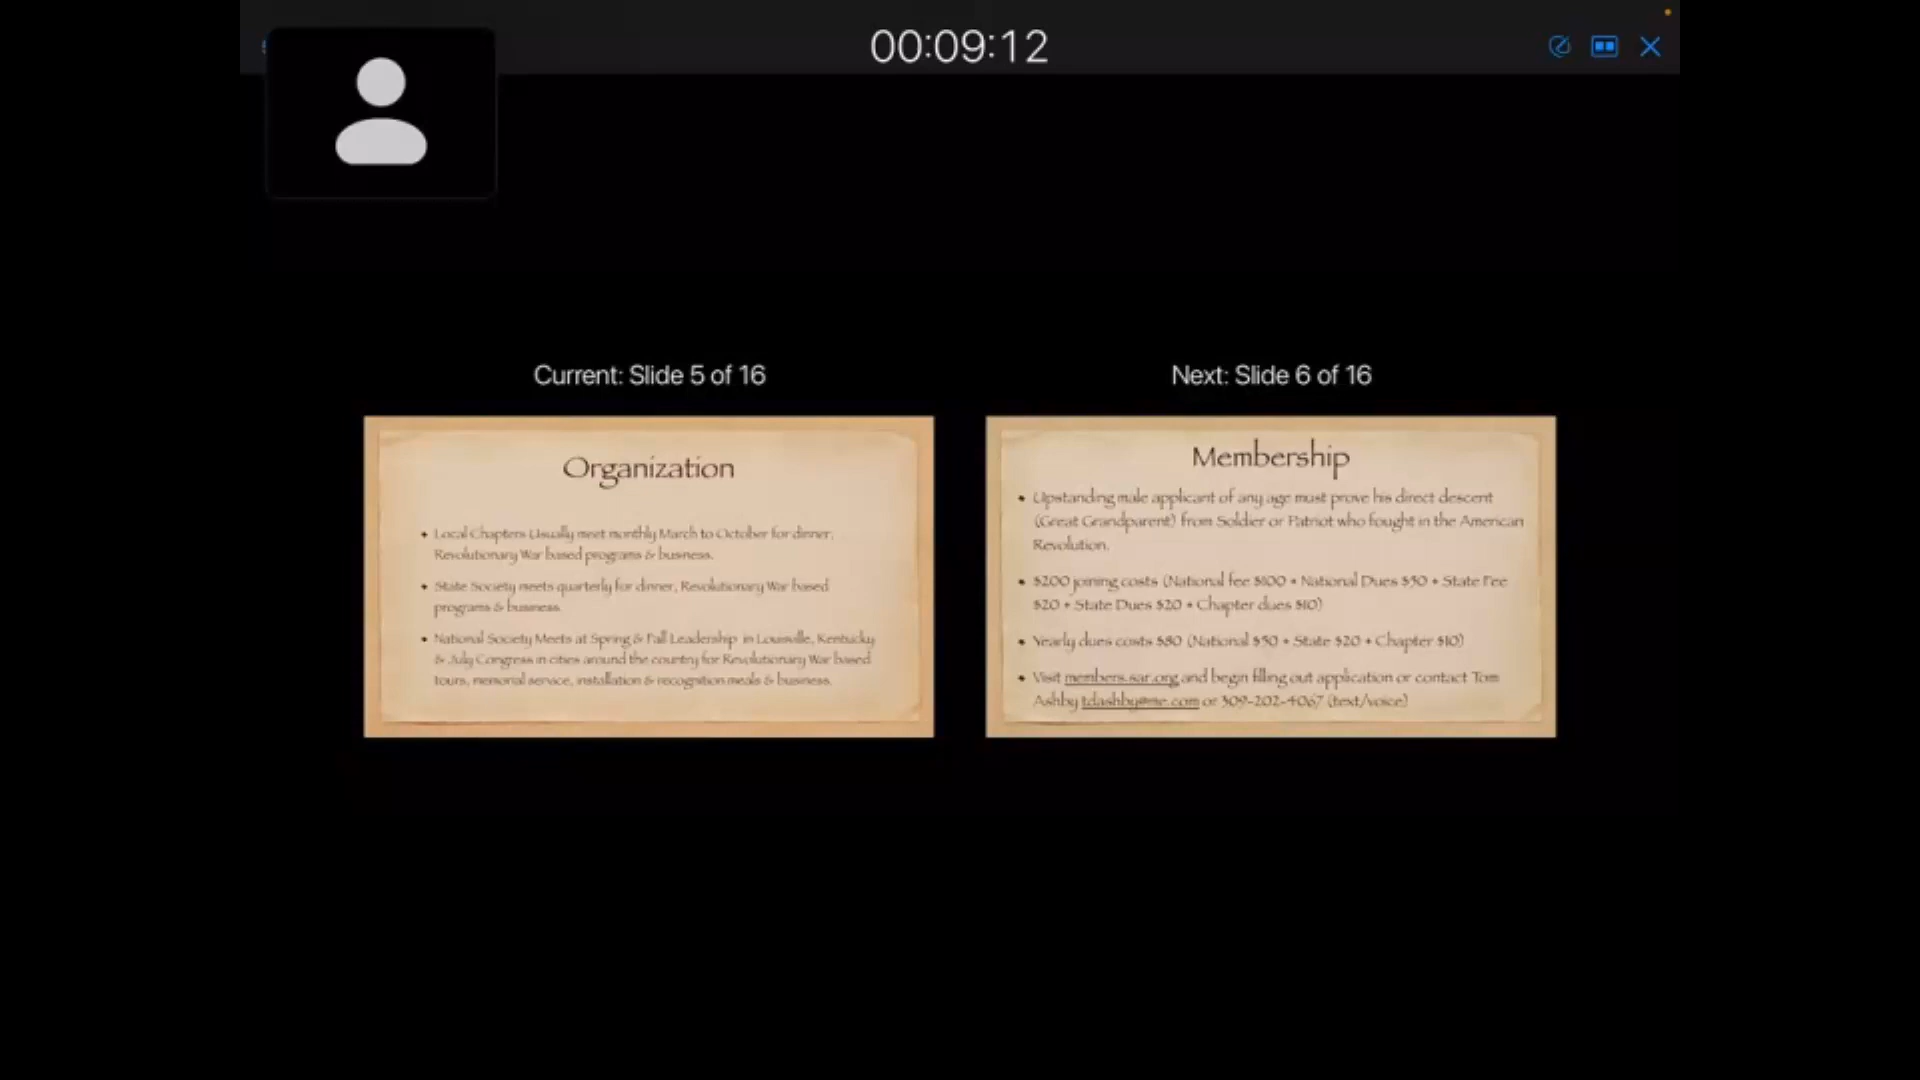 00:09:12
Current: Slide 5 of 16
Organization
• Local Chapters Usually meet monthly March to October for dinner,
Revolutionary War based programs & business.
• State Society meets quarterly for dinner, Revolutionary War based
programs & business.
• National Society Meets at Spring & Fall Leadership in Louisville, Kentucky
& July Congress in cities around the country for Revolutionary War based
tours, memorial service, installation & recognition meals & business.
Next: Slide 6 of 16
Membership
• Upstanding male applicant of any age must prove his direct descent
(Great Grandparent) from Soldier or Patriot who fought in the American
Revolution.
• $200 joining costs (National fee $100 + National Dues $50 + State Fee
$20 + State Dues $20 + Chapter dues $10)
• Yearly dues costs $80 (National $50 + State $20 + Chapter $10)
• Visit members.sar.org and begin filling out application or contact Tom
Ashby tdashby@me.com or 309-202-4067 (text/voice)